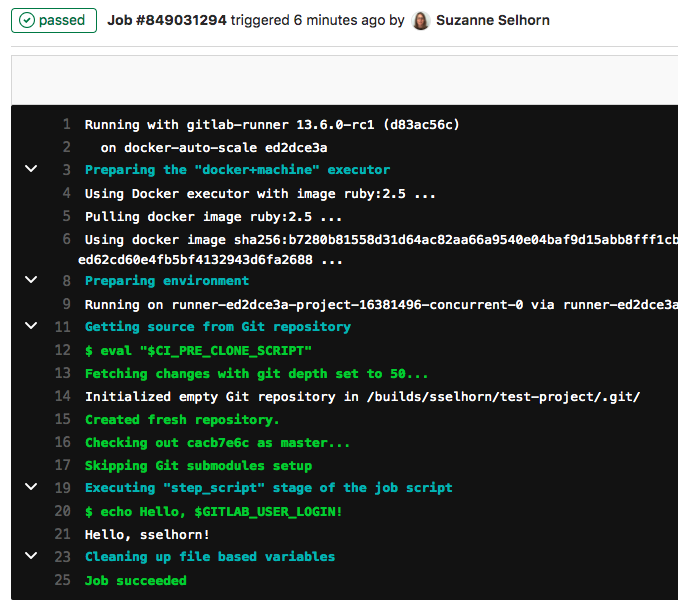 passed Job #849031294 triggered 6 minutes ago by Suzanne Selhorn
1 Running with gitlab-runner 13.6.0-rc1 (d83ac56c)
2 on docker-auto-scale ed2dce3a
3 Preparing the "docker+machine" executor
4 Using Docker executor with image ruby:2.5 ...
5 Pulling docker image ruby:2.5 ...
6 Using docker image sha256:b7280b81558d31d64ac82aa66a9540e04baf9d15abb8fff1cb
ed62cd60e4fb5bf4132943d6fa2688 ...
8 Preparing environment
9 Running on runner-ed2dce3a-project-16381496-concurrent-0 via runner-ed2dce3a
11 Getting source from Git repository
12 $ eval "$CI_PRE_CLONE_SCRIPT"
13 Fetching changes with git depth set to 50...
14 Initialized empty Git repository in /builds/sselhorn/test-project/.git/
15 Created fresh repository.
16 Checking out cacb7e6c as master...
17 Skipping Git submodules setup
19 Executing "step_script" stage of the job script
20 $ echo Hello, $GITLAB_USER_LOGIN!
21 Hello, sselhorn!
23 Cleaning up file based variables
25 Job succeeded